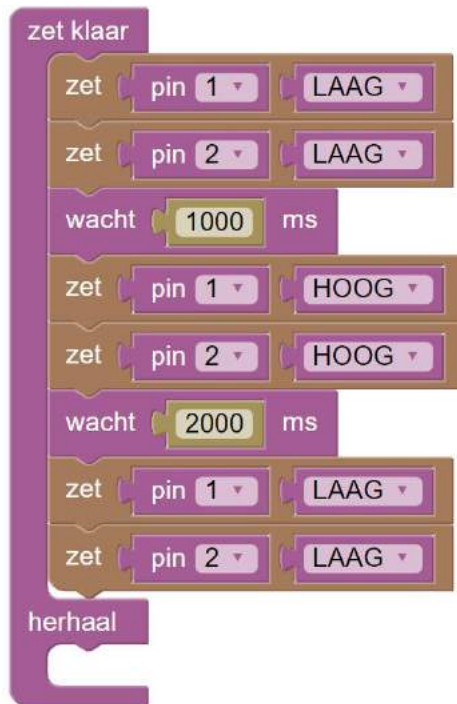 zet klaar
zet pin 1 LAAG
zet pin 2 LAAG
wacht 1000 ms
zet pin 1 HOOG
zet pin 2 HOOG
wacht 2000 ms
zet pin 1 LAAG
zet pin 2 LAAG
herhaal